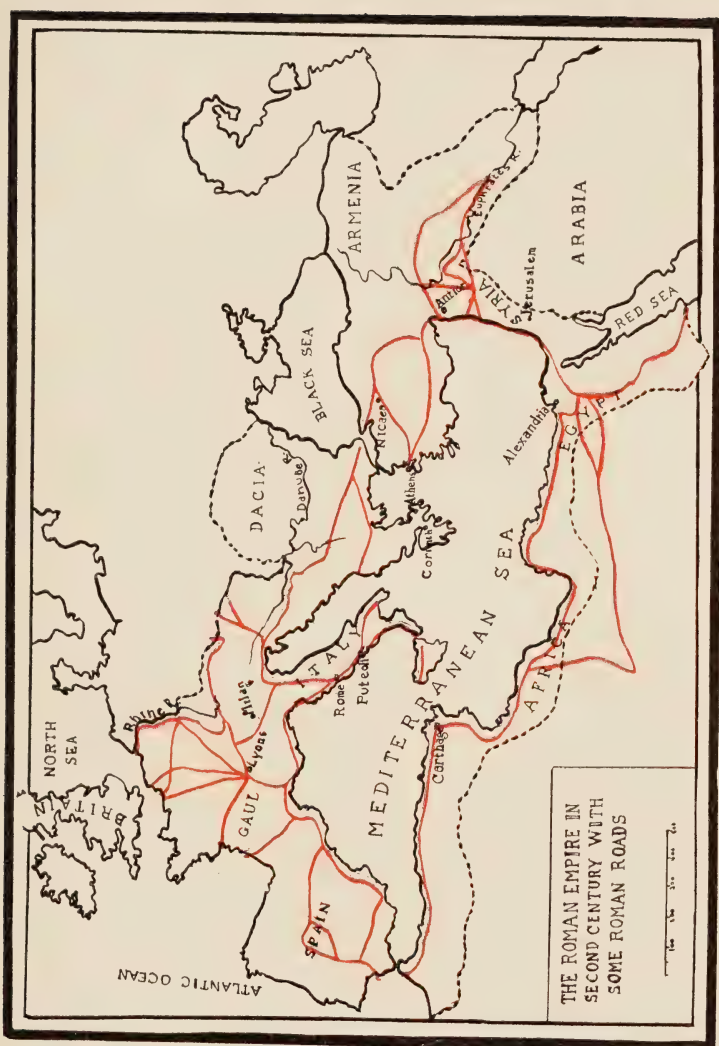 NORTH
SEA
BRITAIN
ATLANTIC OCEAN
Rhine R.
GAUL
Lyons
Milan
SPAIN
ITALY
Rome
Puteoli
DACIA
Danube R.
BLACK SEA
ARMENIA
Nicaea
Athens
Corinth
MEDITERRANEAN SEA
Carthage
AFRICA
Alexandria
EGYPT
RED SEA
Antioc
SYRIA
Jerusalem
Euphrates R.
ARABIA
THE ROMAN EMPIRE IN
SECOND CENTURY WITH
SOME ROMAN ROADS